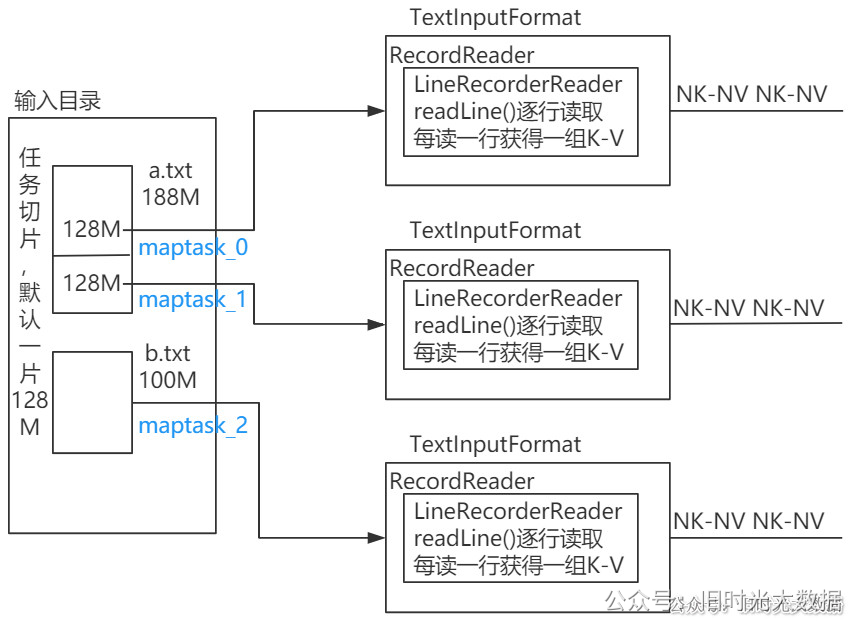 输入目录
任务切片,默认一片128M
a.txt
188M
128M
maptask_0
128M
maptask_1
b.txt
100M
maptask_2
TextInputFormat
RecordReader
LineRecorderReader
readLine()逐行读取
每读一行获得一组K-V
NK-NV NK-NV
TextInputFormat
RecordReader
LineRecorderReader
readLine()逐行读取
每读一行获得一组K-V
NK-NV NK-NV
TextInputFormat
RecordReader
LineRecorderReader
readLine()逐行读取
每读一行获得一组K-V
NK-NV NK-NV
公众号:旧时光大数据